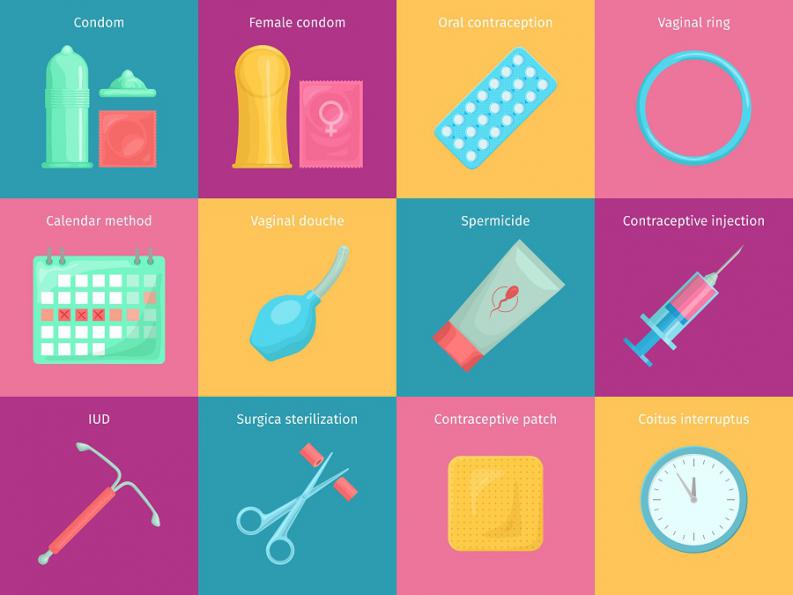 Condom
Female condom
Oral contraception
Vaginal ring
Calendar method
Vaginal douche
Spermicide
Contraceptive injection
IUD
Surgica sterilization
Contraceptive patch
Coitus interruptus